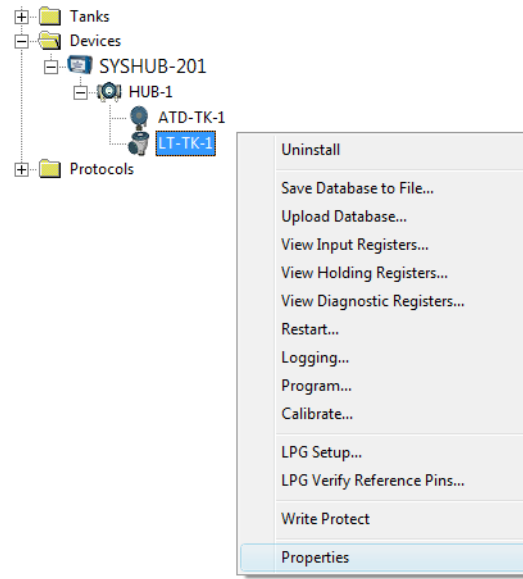 Tanks
Devices
SYSHUB-201
HUB-1
ATD-TK-1
LT-TK-1
Protocols
Uninstall
Save Database to File...
Upload Database...
View Input Registers...
View Holding Registers...
View Diagnostic Registers...
Restart...
Logging...
Program...
Calibrate...
LPG Setup...
LPG Verify Reference Pins...
Write Protect
Properties